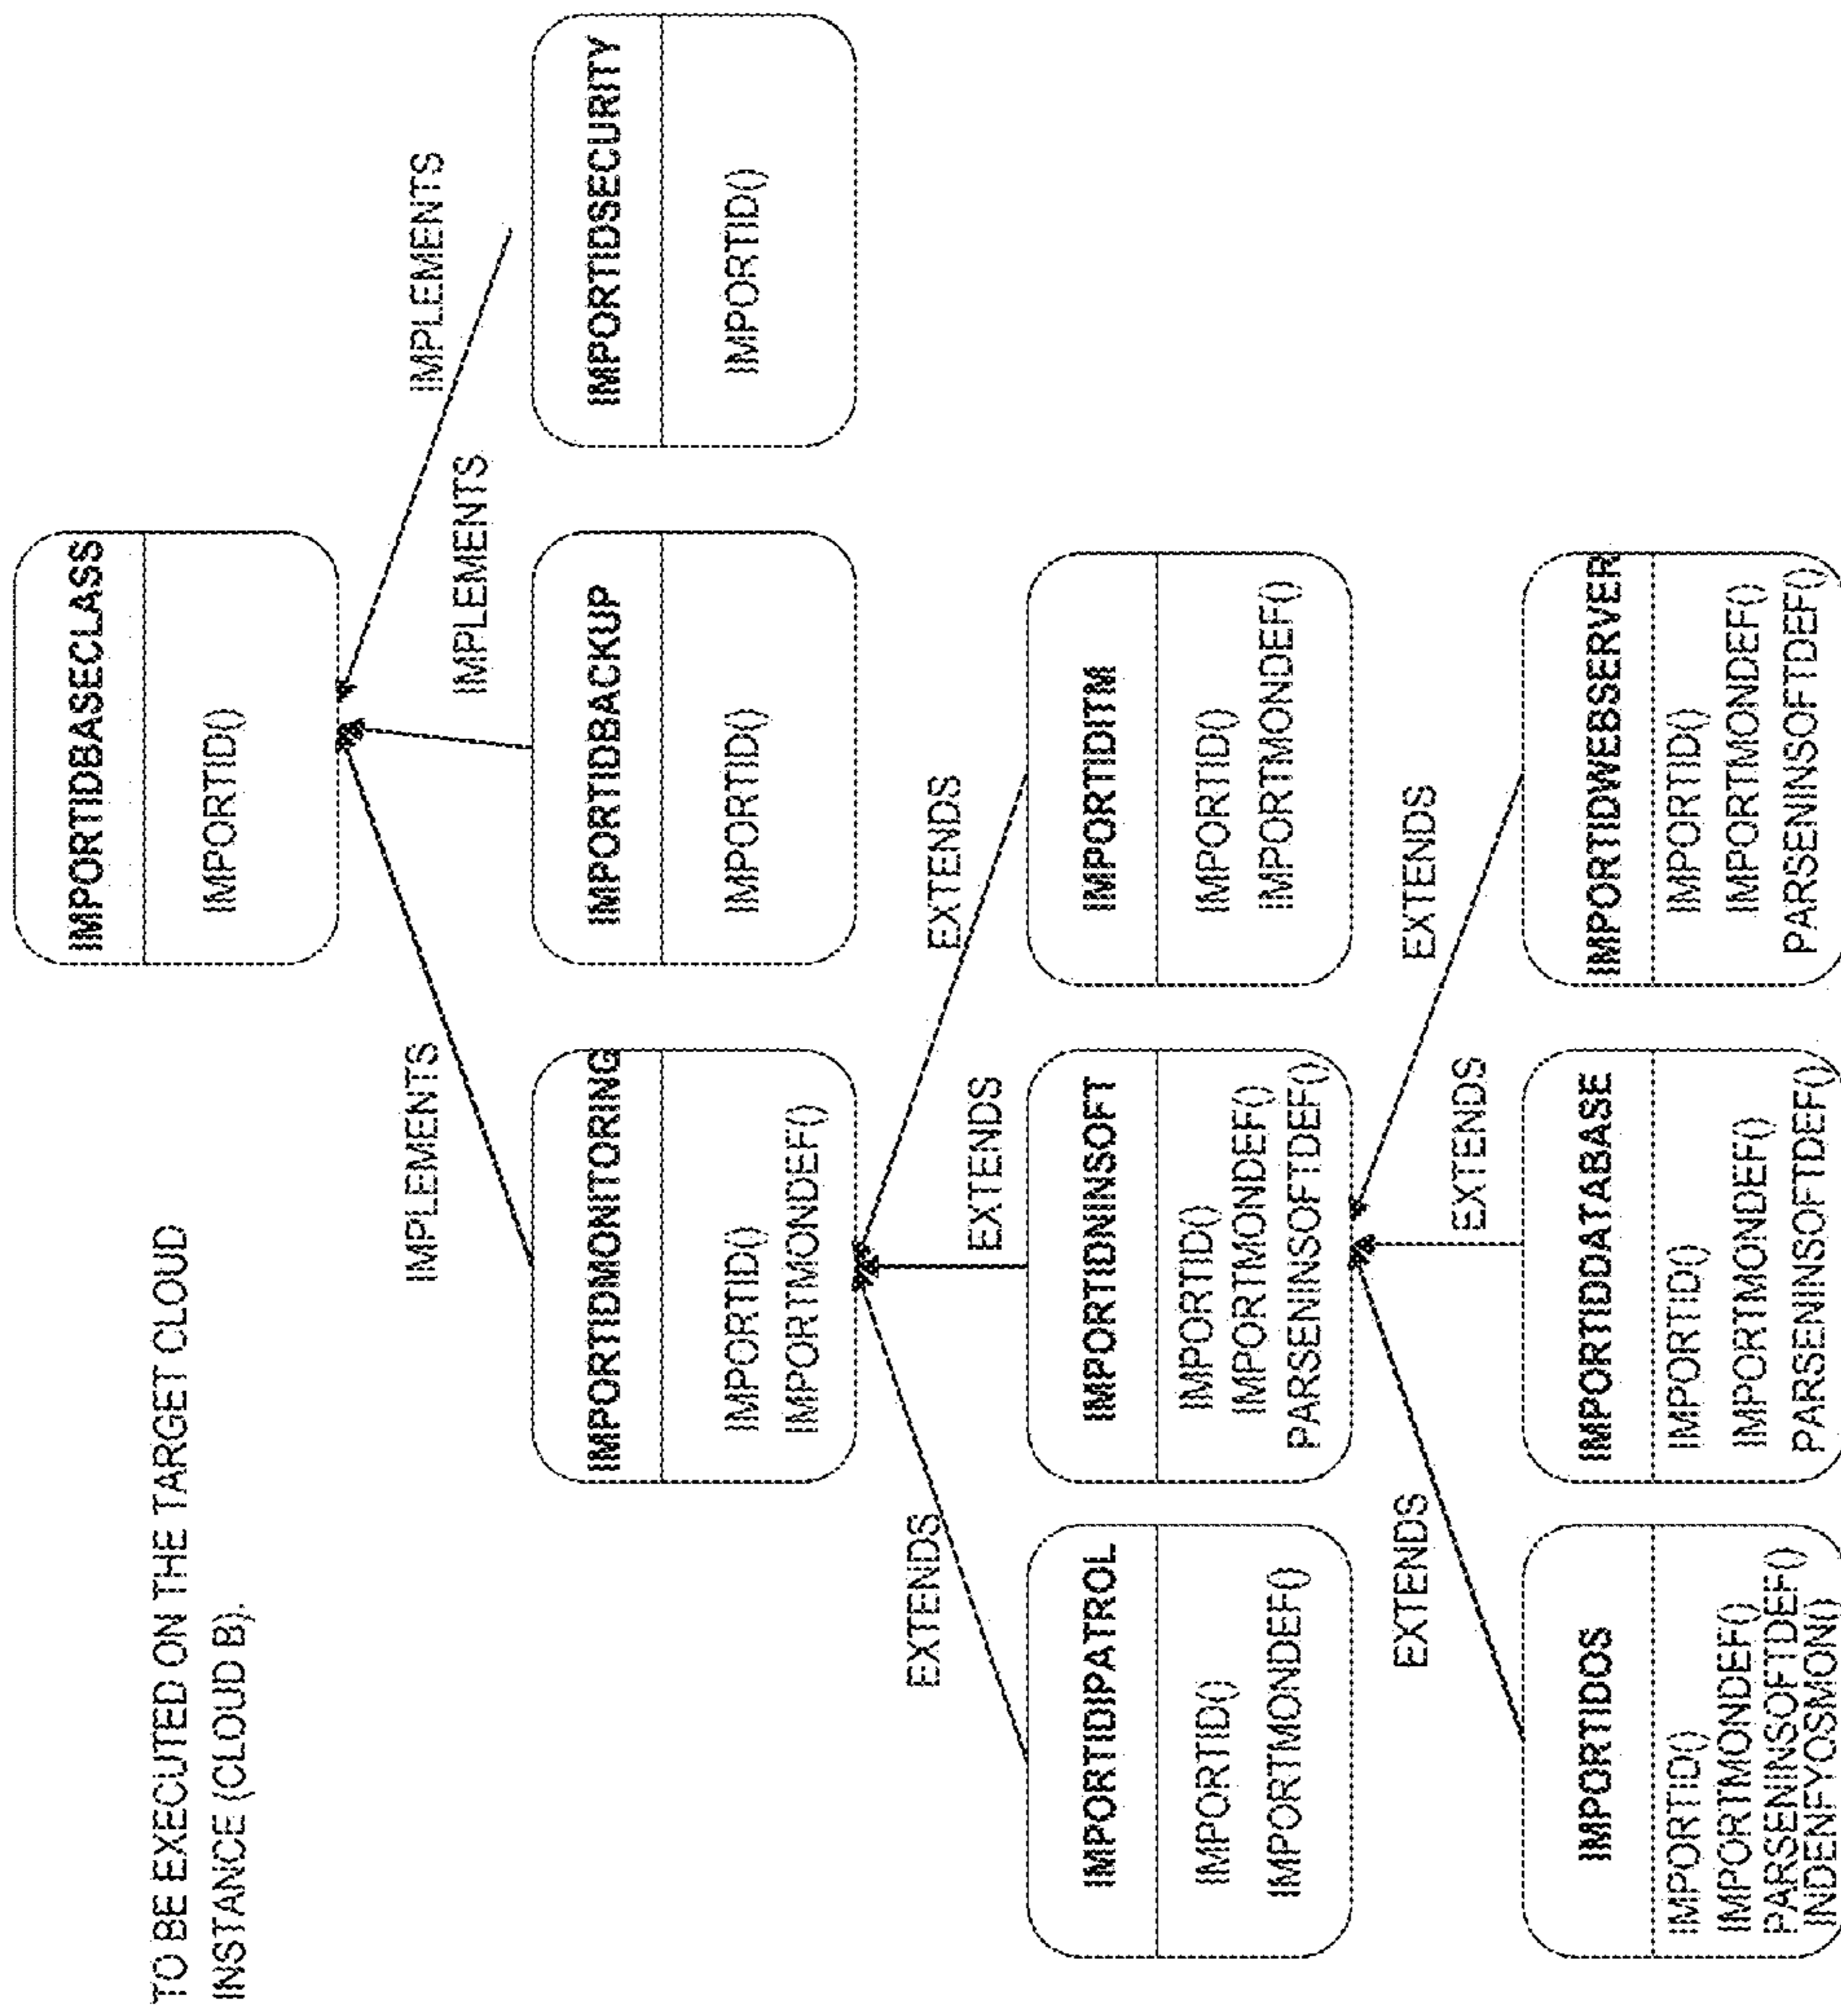 TO BE EXECUTED ON THE TARGET CLOUD
INSTANCE (CLOUD B).
IMPORTIDBASECLASS
IMPORTID()
IMPLEMENTS
IMPLEMENTS
IMPLEMENTS
IMPORTIDMONITORING
IMPORTID()
IMPORTMONDEF()
IMPORTIDBACKUP
IMPORTID()
IMPORTIDSECURITY
IMPORTID()
EXTENDS
EXTENDS
EXTENDS
IMPORTIDIPATROL
IMPORTID()
IMPORTMONDEF()
IMPORTIDNINSOFT
IMPORTID()
IMPORTMONDEF()
PARSENINSOFTDEF()
IMPORTIDITM
IMPORTID()
IMPORTMONDEF()
EXTENDS
EXTENDS
EXTENDS
IMPORTIDOS
IMPORTID()
IMPORTMONDEF()
PARSENINSOFTDEF()
INDENFYOSMON()
IMPORTIDDATABASE
IMPORTID()
IMPORTMONDEF()
PARSENINSOFTDEF()
IMPORTIDWEBSERVER
IMPORTID()
IMPORTMONDEF()
PARSENINSOFTDEF()